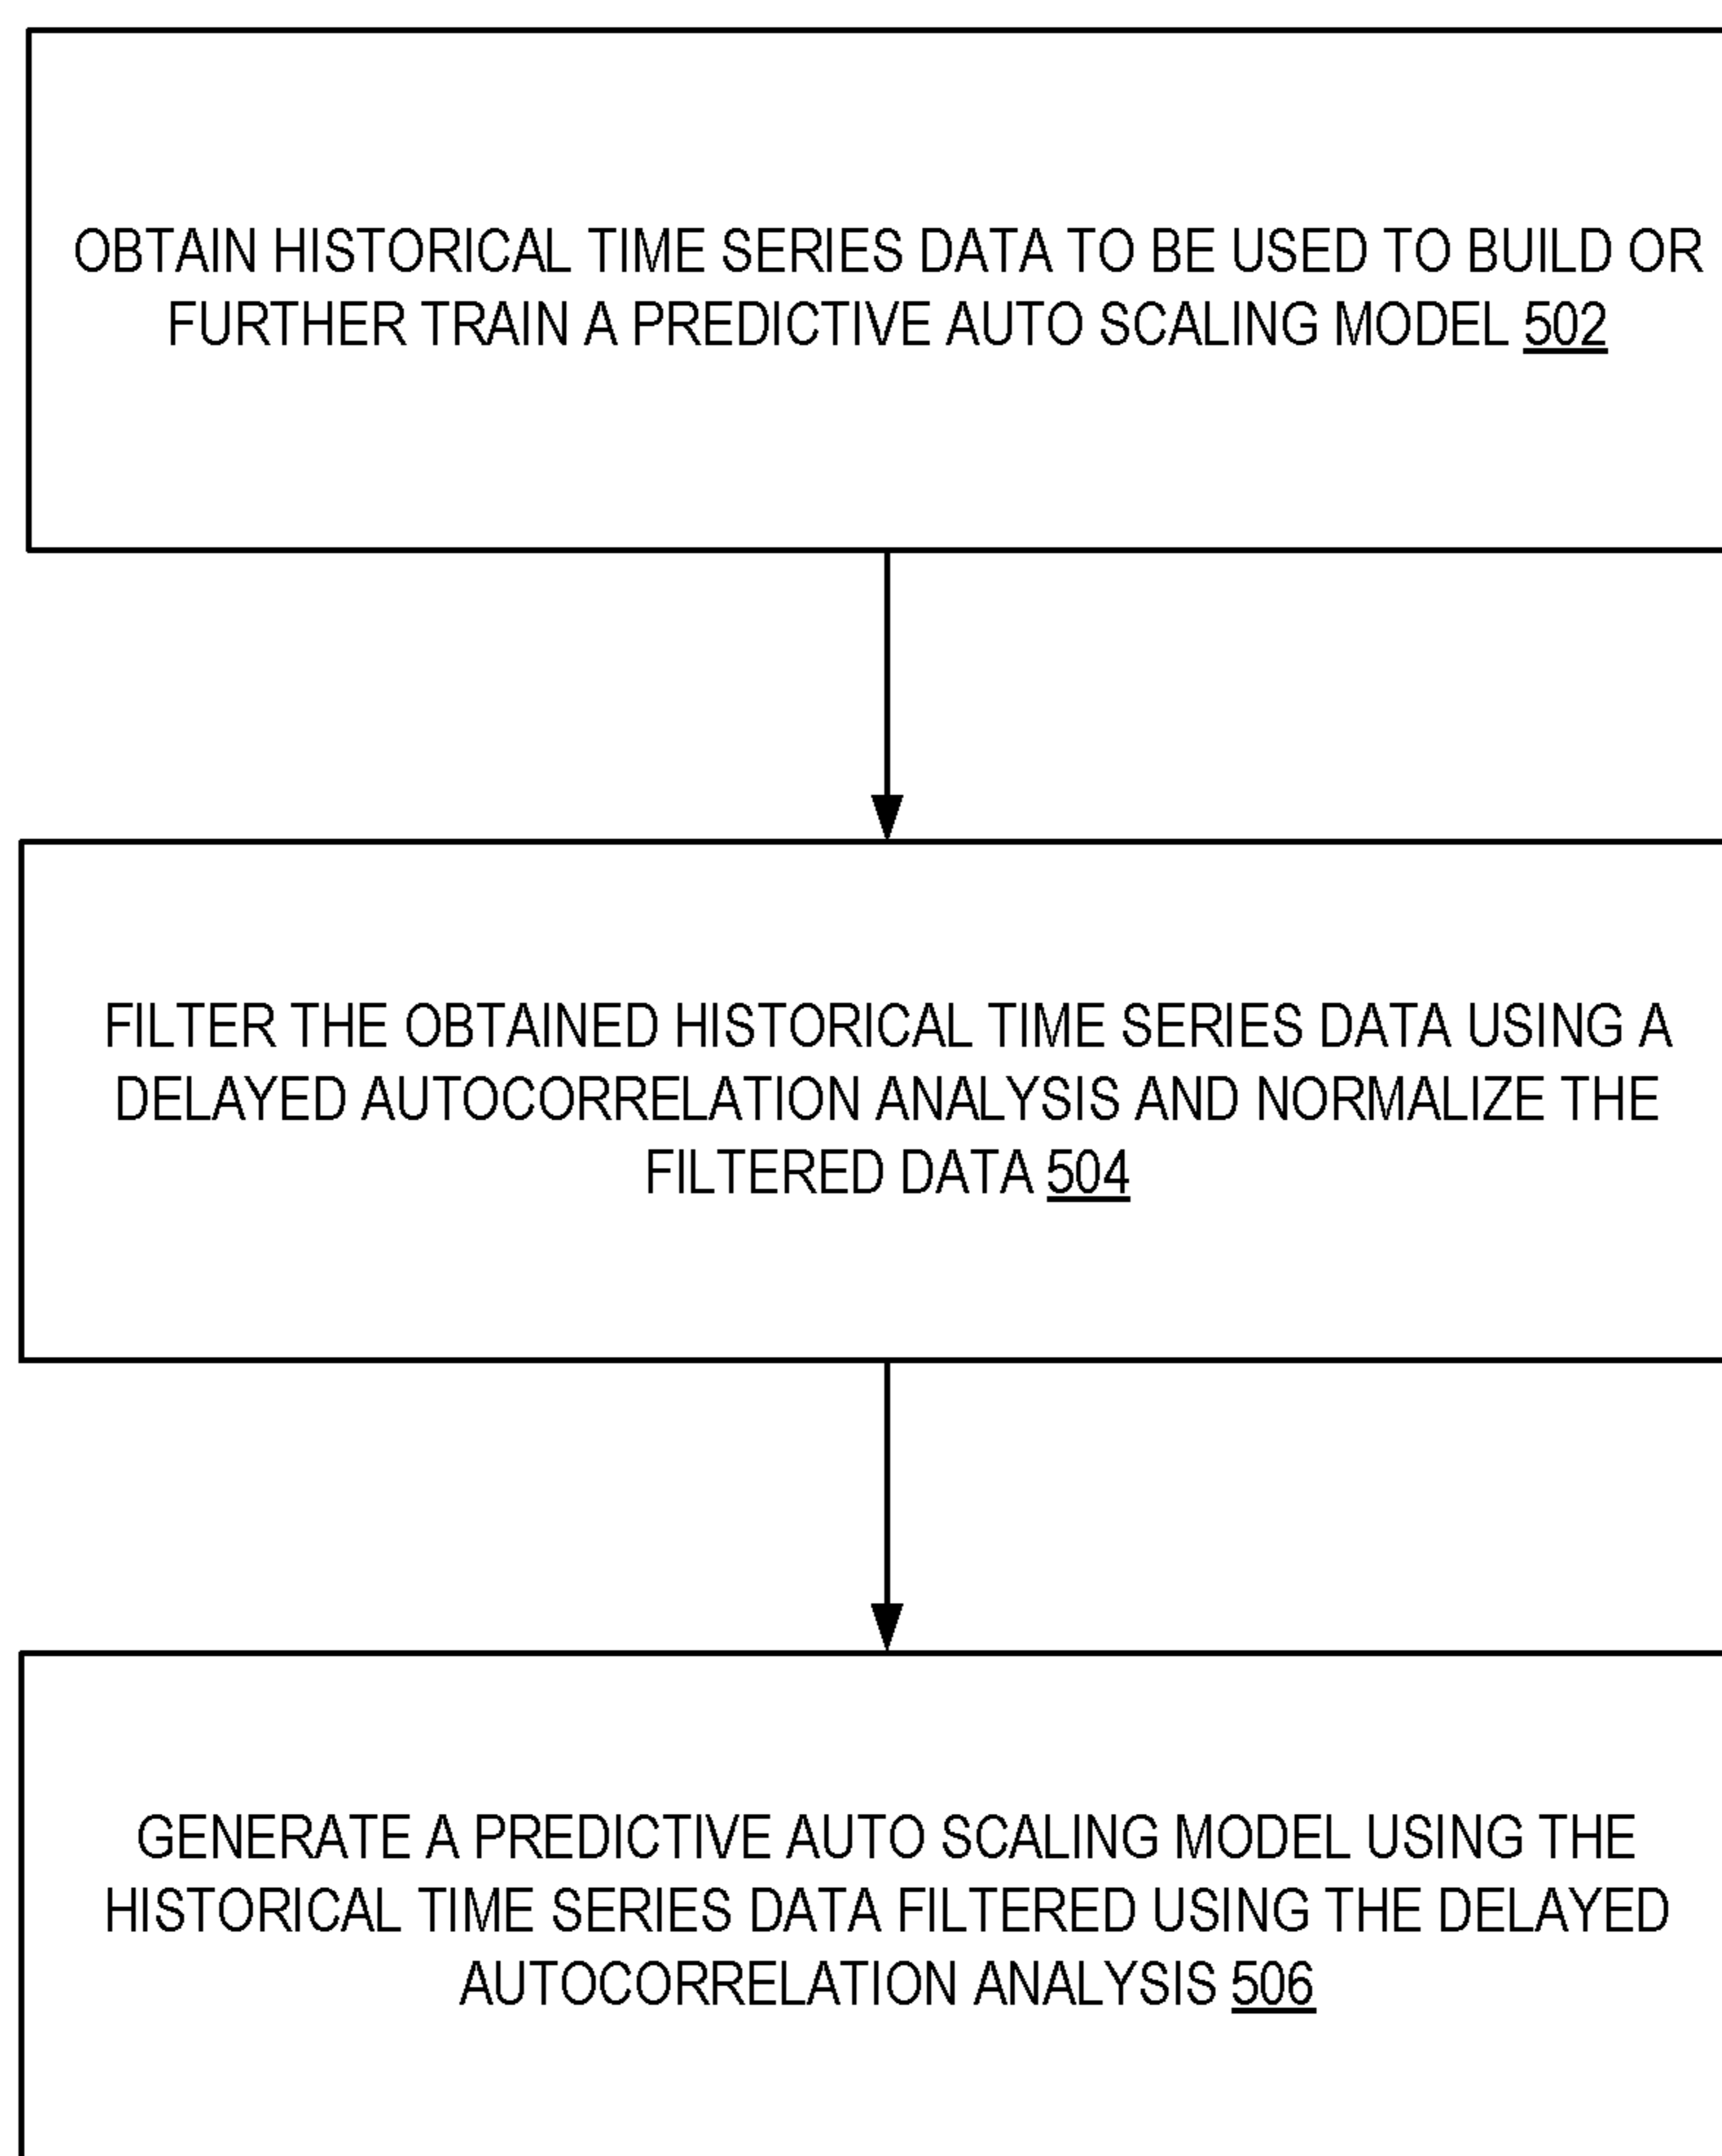 OBTAIN HISTORICAL TIME SERIES DATA TO BE USED TO BUILD OR
FURTHER TRAIN A PREDICTIVE AUTO SCALING MODEL 502
FILTER THE OBTAINED HISTORICAL TIME SERIES DATA USING A
DELAYED AUTOCORRELATION ANALYSIS AND NORMALIZE THE
FILTERED DATA 504
GENERATE A PREDICTIVE AUTO SCALING MODEL USING THE
HISTORICAL TIME SERIES DATA FILTERED USING THE DELAYED
AUTOCORRELATION ANALYSIS 506